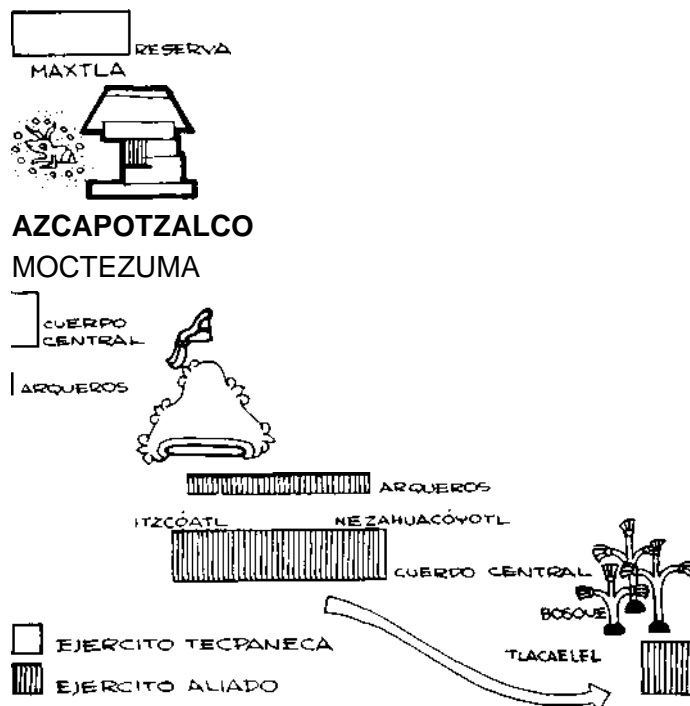 RESERVA
MAXTLA
AZCAPOTZALCO
MOCTEZUMA
CUERPO
CENTRAL
ARQUEROS
ARQUEROS
ITZCÓATL NEZAHUACÓYOTL
CUERPO CENTRAL
BOSQUE
TLACAELEL
EJERCITO TECPANECA
EJERCITO ALIADO